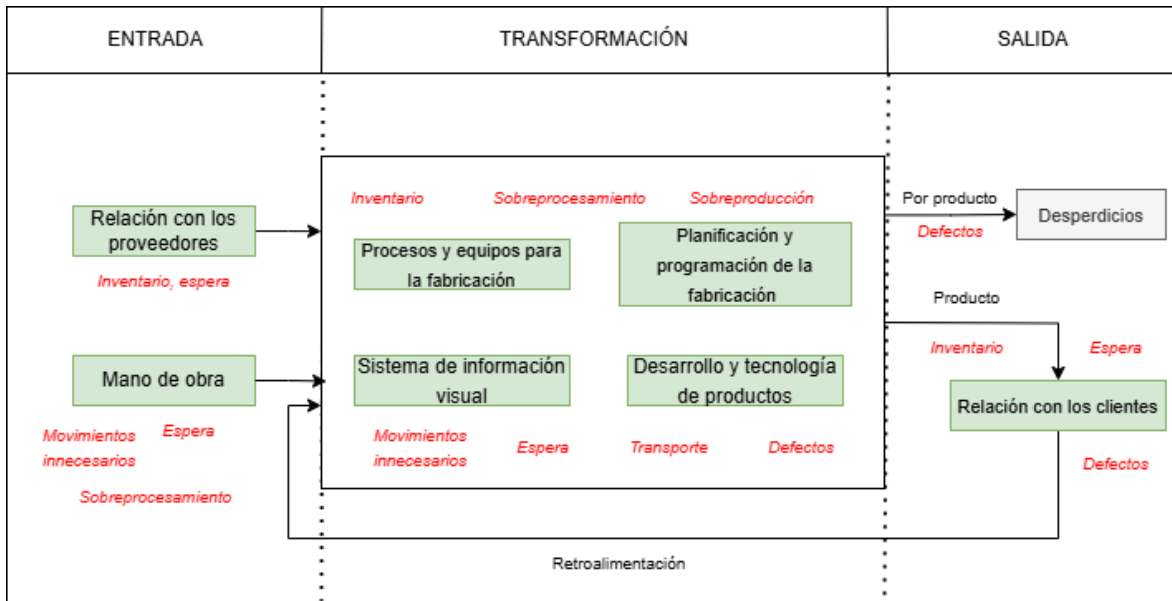 ENTRADA
TRANSFORMACIÓN
SALIDA
Relación con los
proveedores
Inventario, espera
Mano de obra
Movimientos
innecesarios
Espera
Sobreprocesamiento
Inventario
Sobreprocesamiento
Sobreproducción
Procesos y equipos para
la fabricación
Planificación y
programación de la
fabricación
Sistema de información
visual
Desarrollo y tecnología
de productos
Movimientos
innecesarios
Espera
Transporte
Defectos
Por producto
Defectos
Desperdicios
Producto
Inventario
Espera
Relación con los clientes
Defectos
Retroalimentación